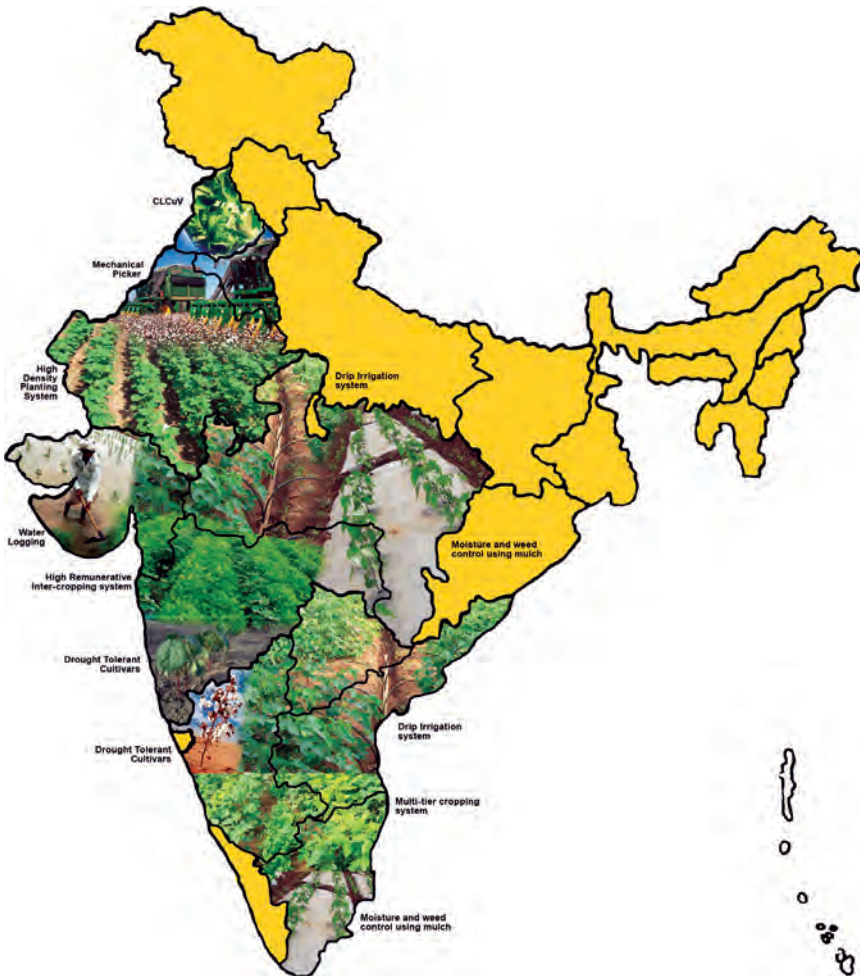 CLCuV
Mechanical
Picker
High
Density
Planting
System
Drip Irrigation
system
Water
Logging
Moisture and weed
control using mulch
High Remunerative
Inter-cropping system
Drought Tolerant
Cultivars
Drip Irrigation
system
Drought Tolerant
Cultivars
Multi-tier cropping
system
Moisture and weed
control using mulch